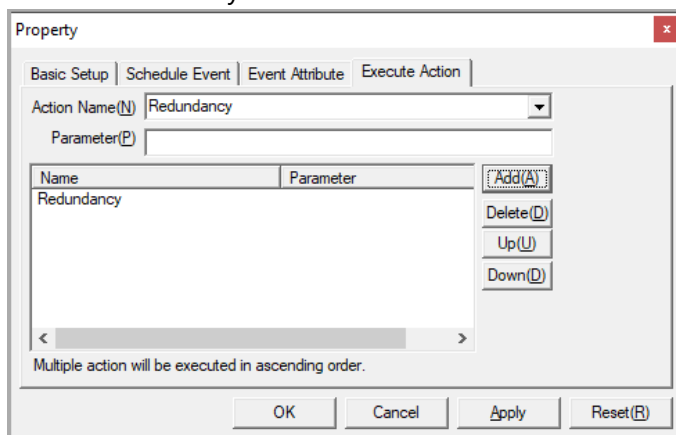 Property
x
Basic Setup Schedule Event Event Attribute Execute Action
Action Name(N) Redundancy
Parameter(P)
Name Parameter Add(A)
Redundancy
Delete(D)
Up(U)
Down(D)
Multiple action will be executed in ascending order.
OK Cancel Apply Reset(R)